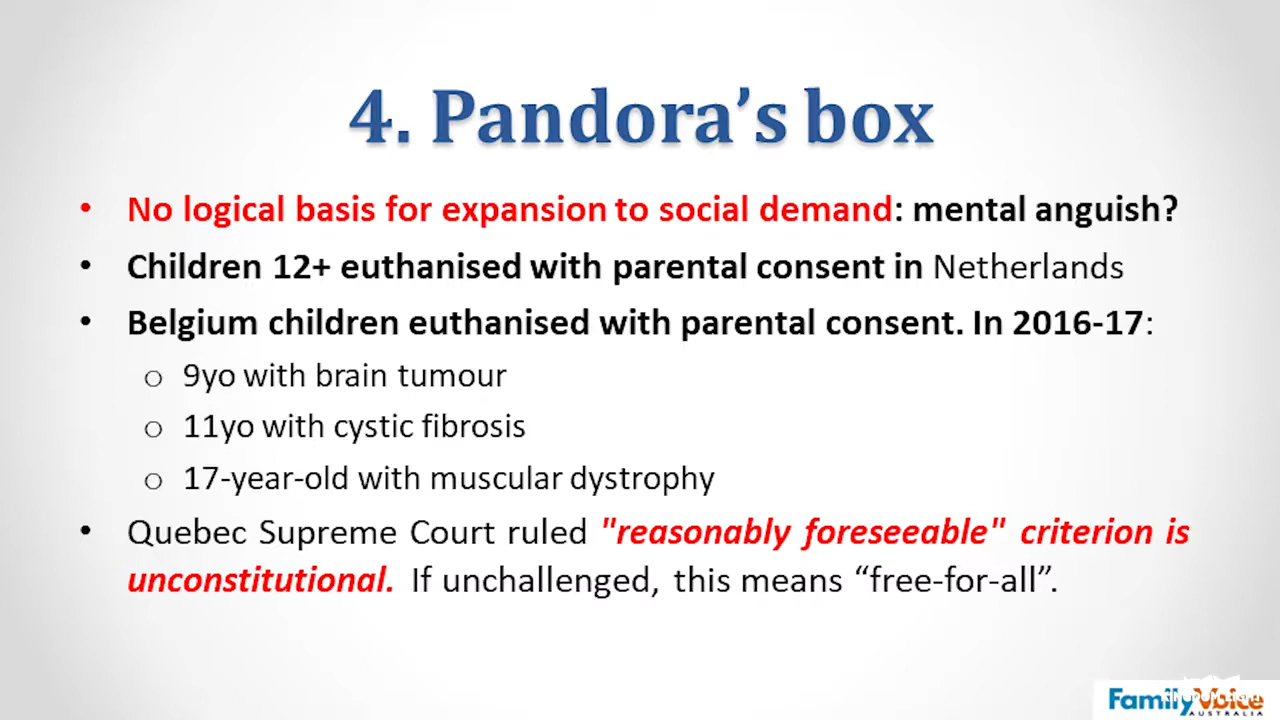 4. Pandora’s box
• No logical basis for expansion to social demand: mental anguish?
• Children 12+ euthanised with parental consent in Netherlands
• Belgium children euthanised with parental consent. In 2016-17:
o 9yo with brain tumour
o 11yo with cystic fibrosis
o 17-year-old with muscular dystrophy
• Quebec Supreme Court ruled "reasonably foreseeable" criterion is
unconstitutional. If unchallenged, this means “free-for-all”.
FamilyVoice
AUSTRALIA